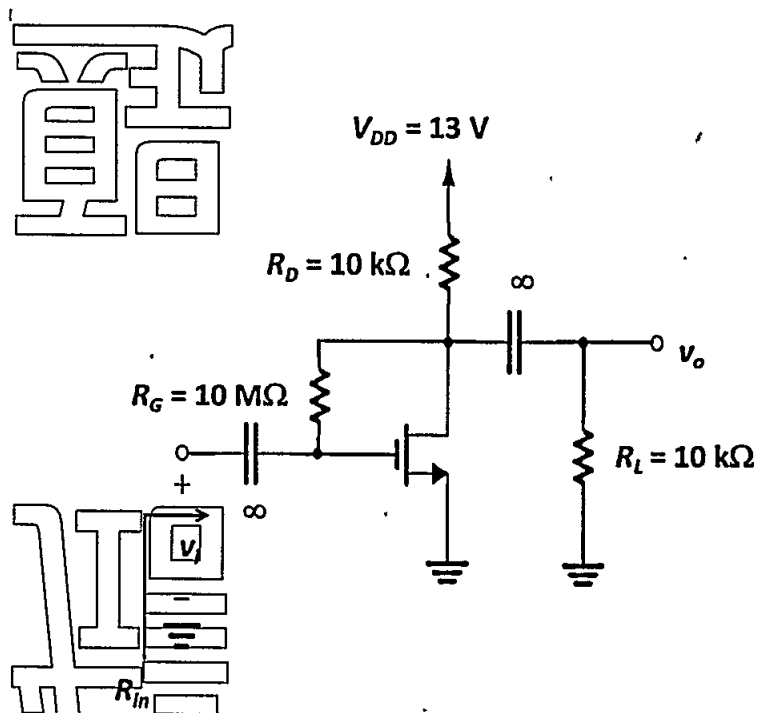 V_DD = 13 V
R_D = 10 kΩ
∞
v_o
R_G = 10 MΩ
R_L = 10 kΩ
+
∞
v_i
−
R_in